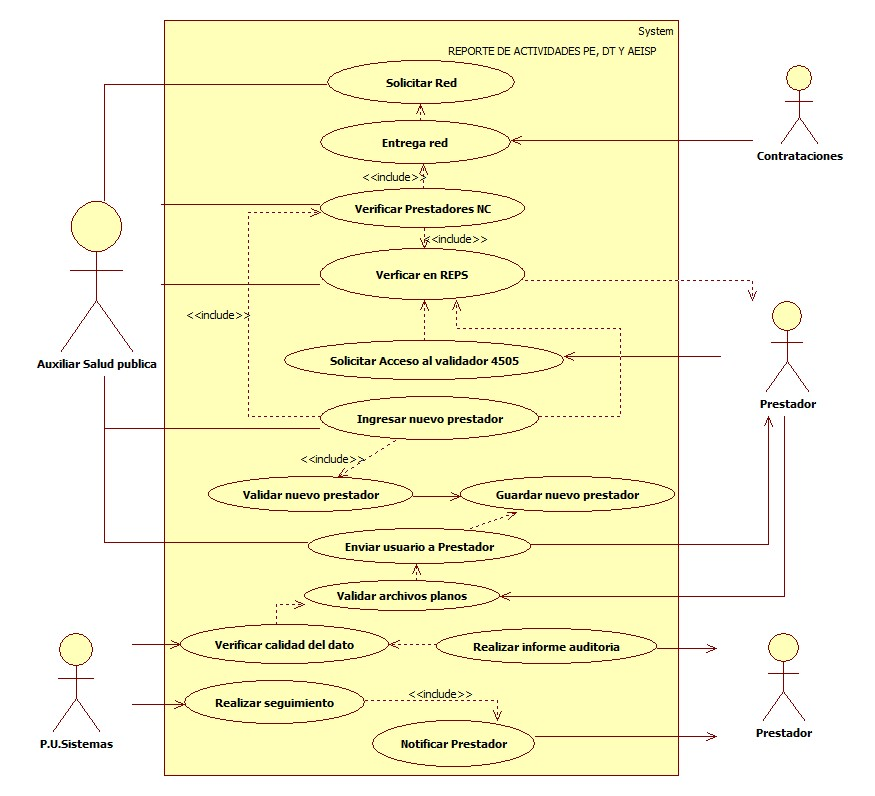 System
REPORTE DE ACTIVIDADES PE, DT Y AEISP
Solicitar Red
Entrega red
Contrataciones
<<include>>
Verificar Prestadores NC
<<include>>
Verficar en REPS
<<include>>
Auxiliar Salud publica
Solicitar Acceso al validador 4505
Prestador
Ingresar nuevo prestador
<<include>>
Validar nuevo prestador
Guardar nuevo prestador
Enviar usuario a Prestador
Validar archivos planos
Verificar calidad del dato
Realizar informe auditoria
<<include>>
Realizar seguimiento
Prestador
P.U.Sistemas
Notificar Prestador